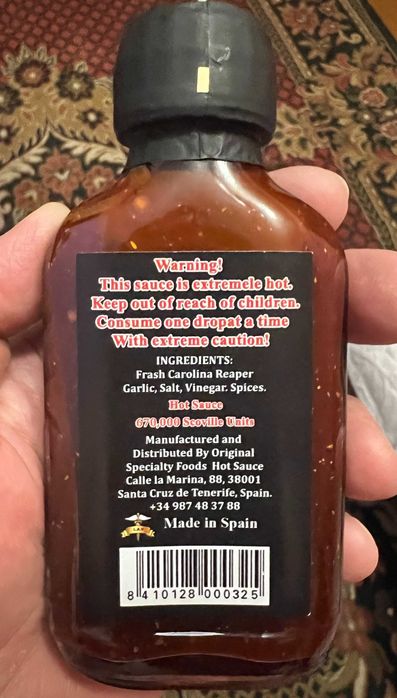 Warning!
This sauce is extremele hot.
Keep out of reach of children.
Consume one dropat a time
With extreme caution!
INGREDIENTS:
Frash Carolina Reaper
Garlic, Salt, Vinegar. Spices.
Hot Sauce
670,000 Scoville Units
Manufactured and
Distributed By Original
Specialty Foods Hot Sauce
Calle la Marina, 88, 38001
Santa Cruz de Tenerife, Spain.
+34 987 48 37 88
Made in Spain
8 410128 000325